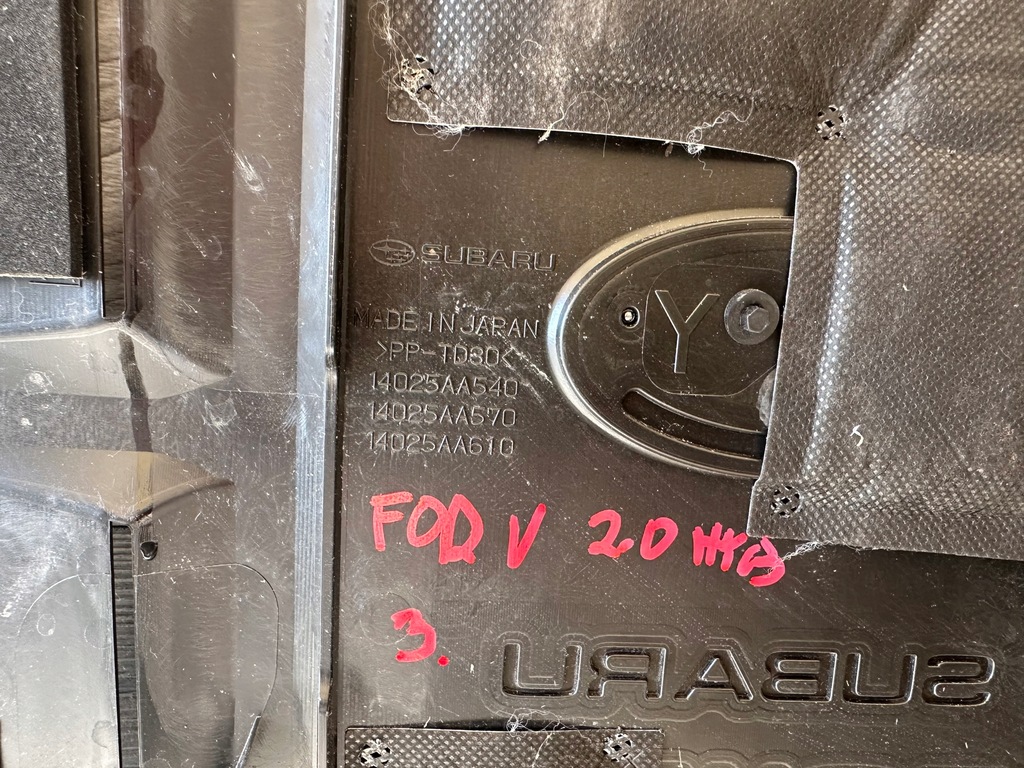 SUBARU
MADE IN JAPAN
>PP-TD30<
14025AA540
14025AA570
14025AA610
Y
FOR V 2.0
3.
SUBARU